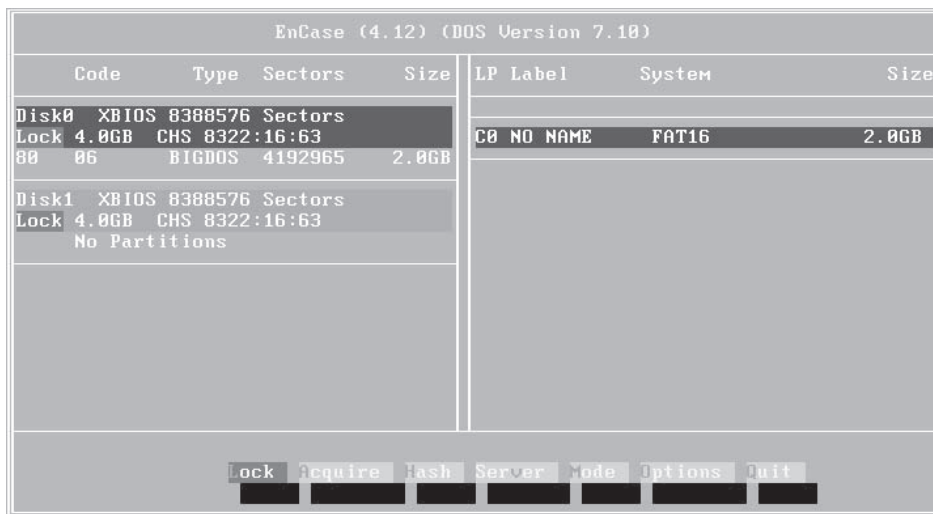 EnCase (4.12) (DOS Version 7.10)
Code Type Sectors Size
LP Label System Size
Disk0 XBIOS 8388576 Sectors
Lock 4.0GB CHS 8322:16:63
80 06 BIGDOS 4192965 2.0GB
C0 NO NAME FAT16 2.0GB
Disk1 XBIOS 8388576 Sectors
Lock 4.0GB CHS 8322:16:63
No Partitions
Lock Acquire Hash Server Mode Options Quit